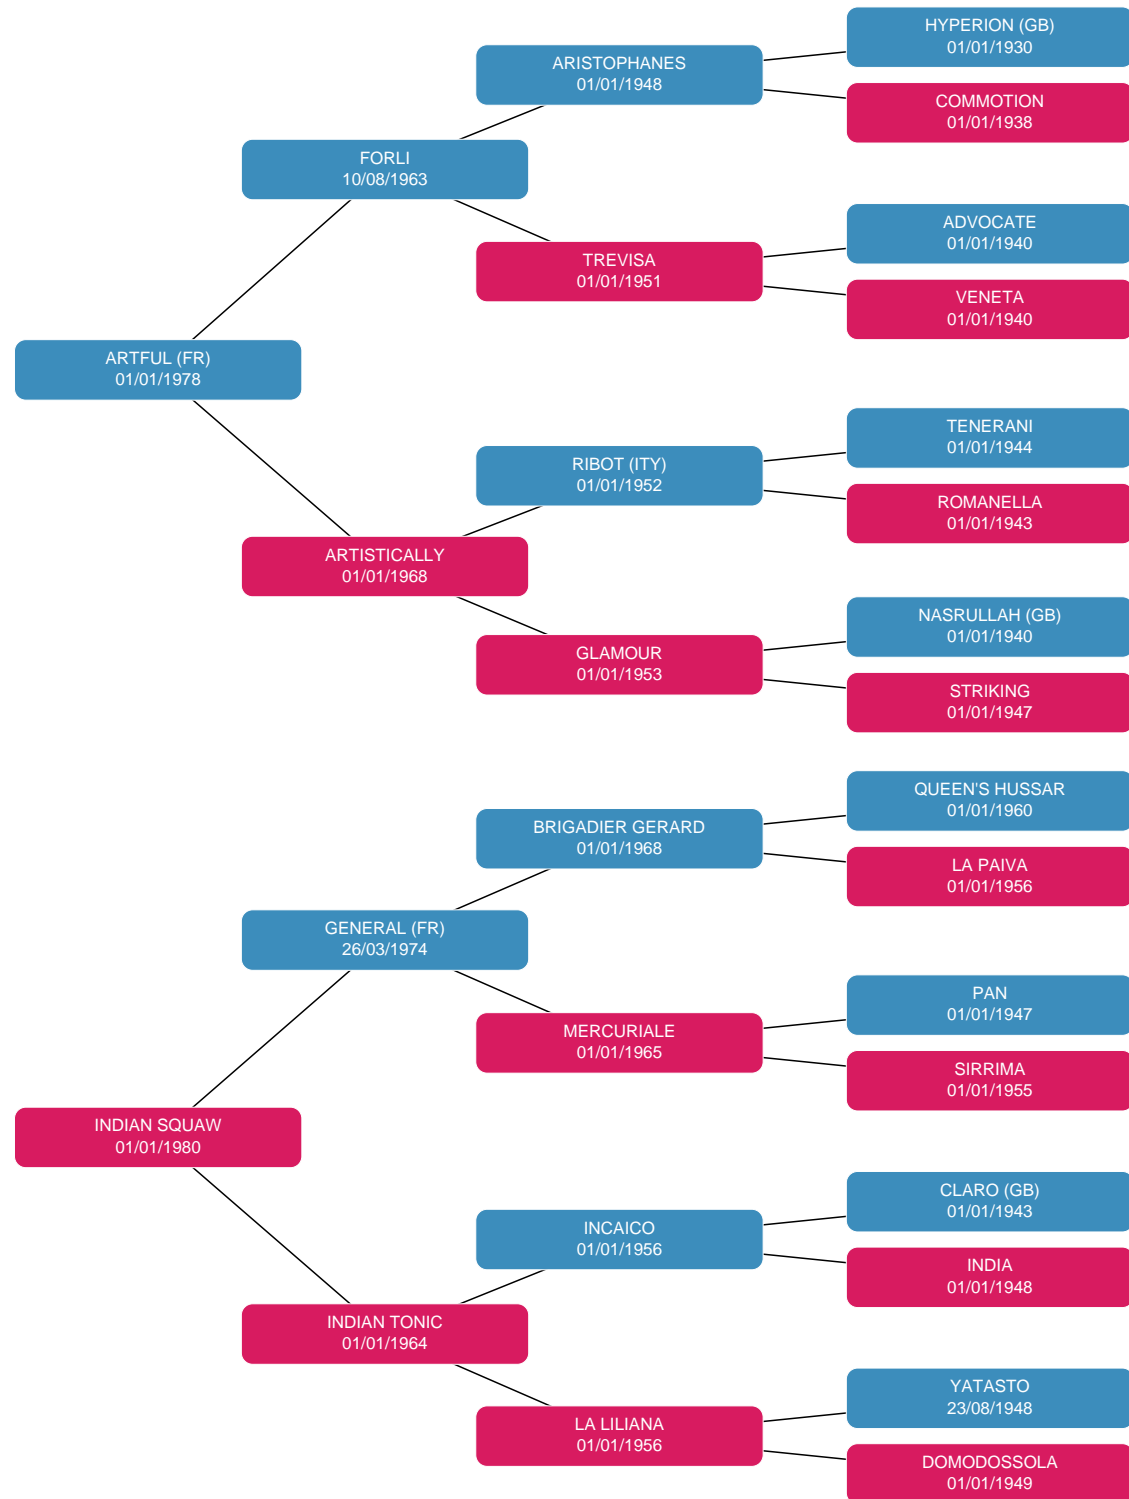 HYPERION (GB)
01/01/1930
ARISTOPHANES
01/01/1948
COMMOTION
01/01/1938
FORLI
10/08/1963
ADVOCATE
01/01/1940
TREVISA
01/01/1951
VENETA
01/01/1940
ARTFUL (FR)
01/01/1978
TENERANI
01/01/1944
RIBOT (ITY)
01/01/1952
ROMANELLA
01/01/1943
ARTISTICALLY
01/01/1968
NASRULLAH (GB)
01/01/1940
GLAMOUR
01/01/1953
STRIKING
01/01/1947
QUEEN'S HUSSAR
01/01/1960
BRIGADIER GERARD
01/01/1968
LA PAIVA
01/01/1956
GENERAL (FR)
26/03/1974
PAN
01/01/1947
MERCURIALE
01/01/1965
SIRRIMA
01/01/1955
INDIAN SQUAW
01/01/1980
CLARO (GB)
01/01/1943
INCAICO
01/01/1956
INDIA
01/01/1948
INDIAN TONIC
01/01/1964
YATASTO
23/08/1948
LA LILIANA
01/01/1956
DOMODOSSOLA
01/01/1949